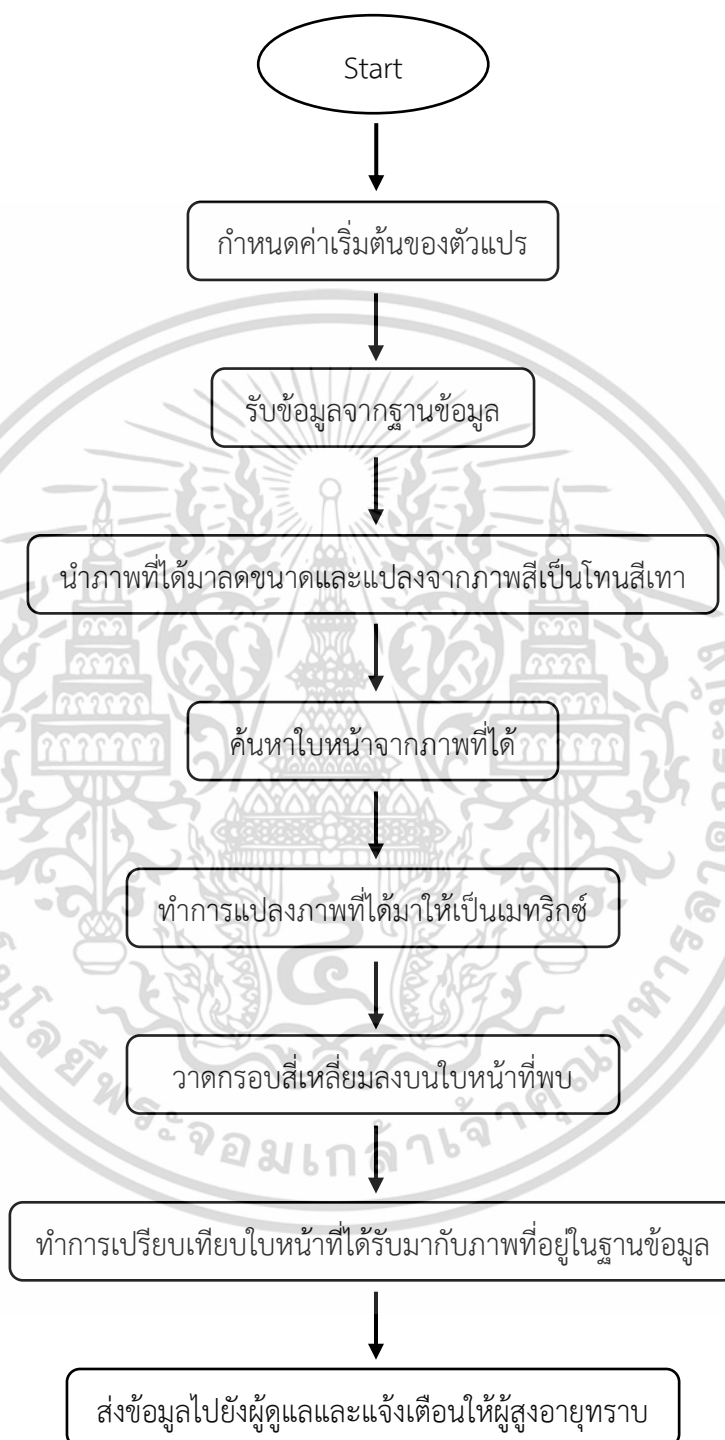 Start
กำหนดค่าเริ่มต้นของตัวแปร
รับข้อมูลจากฐานข้อมูล
นำภาพที่ได้มาลดขนาดและแปลงจากภาพสีเป็นโทนสีเทา
ค้นหาใบหน้าจากภาพที่ได้
ทำการแปลงภาพที่ได้มาให้เป็นเมทริกซ์
วาดกรอบสี่เหลี่ยมลงบนใบหน้าที่พบ
ทำการเปรียบเทียบใบหน้าที่ได้รับมากับภาพที่อยู่ในฐานข้อมูล
ส่งข้อมูลไปยังผู้ดูแลและแจ้งเตือนให้ผู้สูงอายุทราบ